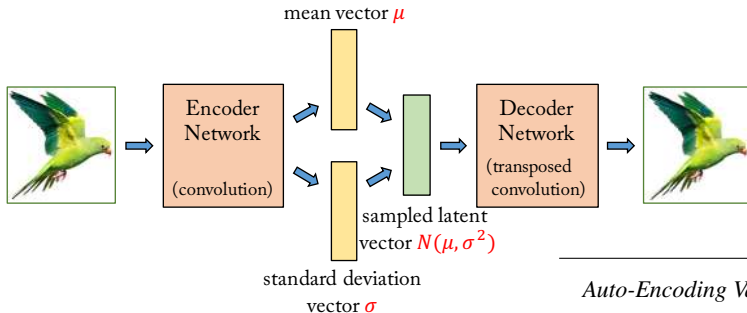 mean vector μ
Encoder
Network
(convolution)
Decoder
Network
(transposed
convolution)
sampled latent
vector N(μ, σ²)
standard deviation
vector σ
Auto-Encoding